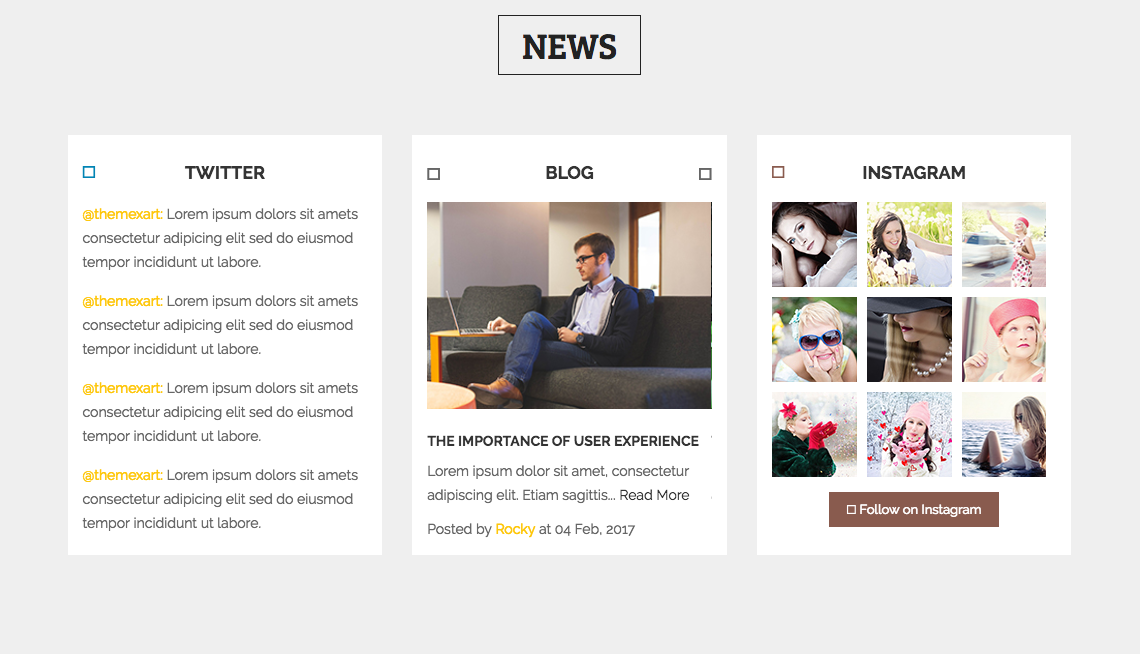 NEWS
TWITTER
@themexart: Lorem ipsum dolors sit amets
consectetur adipicing elit sed do eiusmod
tempor incididunt ut labore.
@themexart: Lorem ipsum dolors sit amets
consectetur adipicing elit sed do eiusmod
tempor incididunt ut labore.
@themexart: Lorem ipsum dolors sit amets
consectetur adipicing elit sed do eiusmod
tempor incididunt ut labore.
@themexart: Lorem ipsum dolors sit amets
consectetur adipicing elit sed do eiusmod
tempor incididunt ut labore.
BLOG
THE IMPORTANCE OF USER EXPERIENCE
Lorem ipsum dolor sit amet, consectetur
adipiscing elit. Etiam sagittis... Read More
Posted by Rocky at 04 Feb, 2017
INSTAGRAM
Follow on Instagram